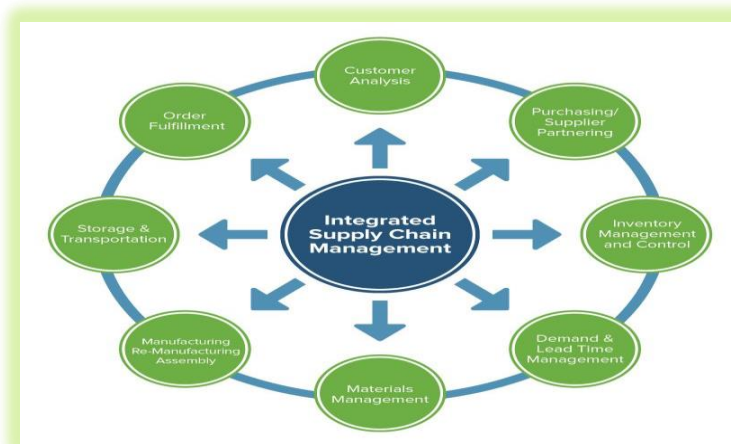 Customer
Analysis
Purchasing/
Supplier
Partnering
Inventory
Management
and Control
Demand &
Lead Time
Management
Materials
Management
Manufacturing
Re-Manufacturing
Assembly
Storage &
Transportation
Order
Fulfillment
Integrated
Supply Chain
Management